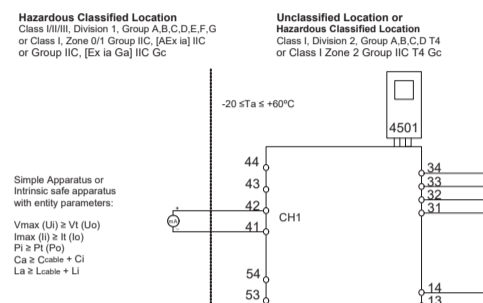 Hazardous Classified Location
Class I/II/III, Division 1, Group A,B,C,D,E,F,G
or Class I, Zone 0/1 Group IIC, [AEx ia] IIC
or Group IIC, [Ex ia Ga] IIC Gc
Unclassified Location or
Hazardous Classified Location
Class I, Division 2, Group A,B,C,D T4
or Class I Zone 2 Group IIC T4 Gc
-20 ≤Ta ≤ +60ºC
4501
44
43
42
41
CH1
34
33
32
31
Simple Apparatus or
Intrinsic safe apparatus
with entity parameters:
Vmax (Ui) ≥ Vt (Uo)
Imax (Ii) ≥ It (Io)
Pi ≥ Pt (Po)
Ca ≥ Ccable + Ci
La ≥ Lcable + Li
+
mA
-
54
53
14
13